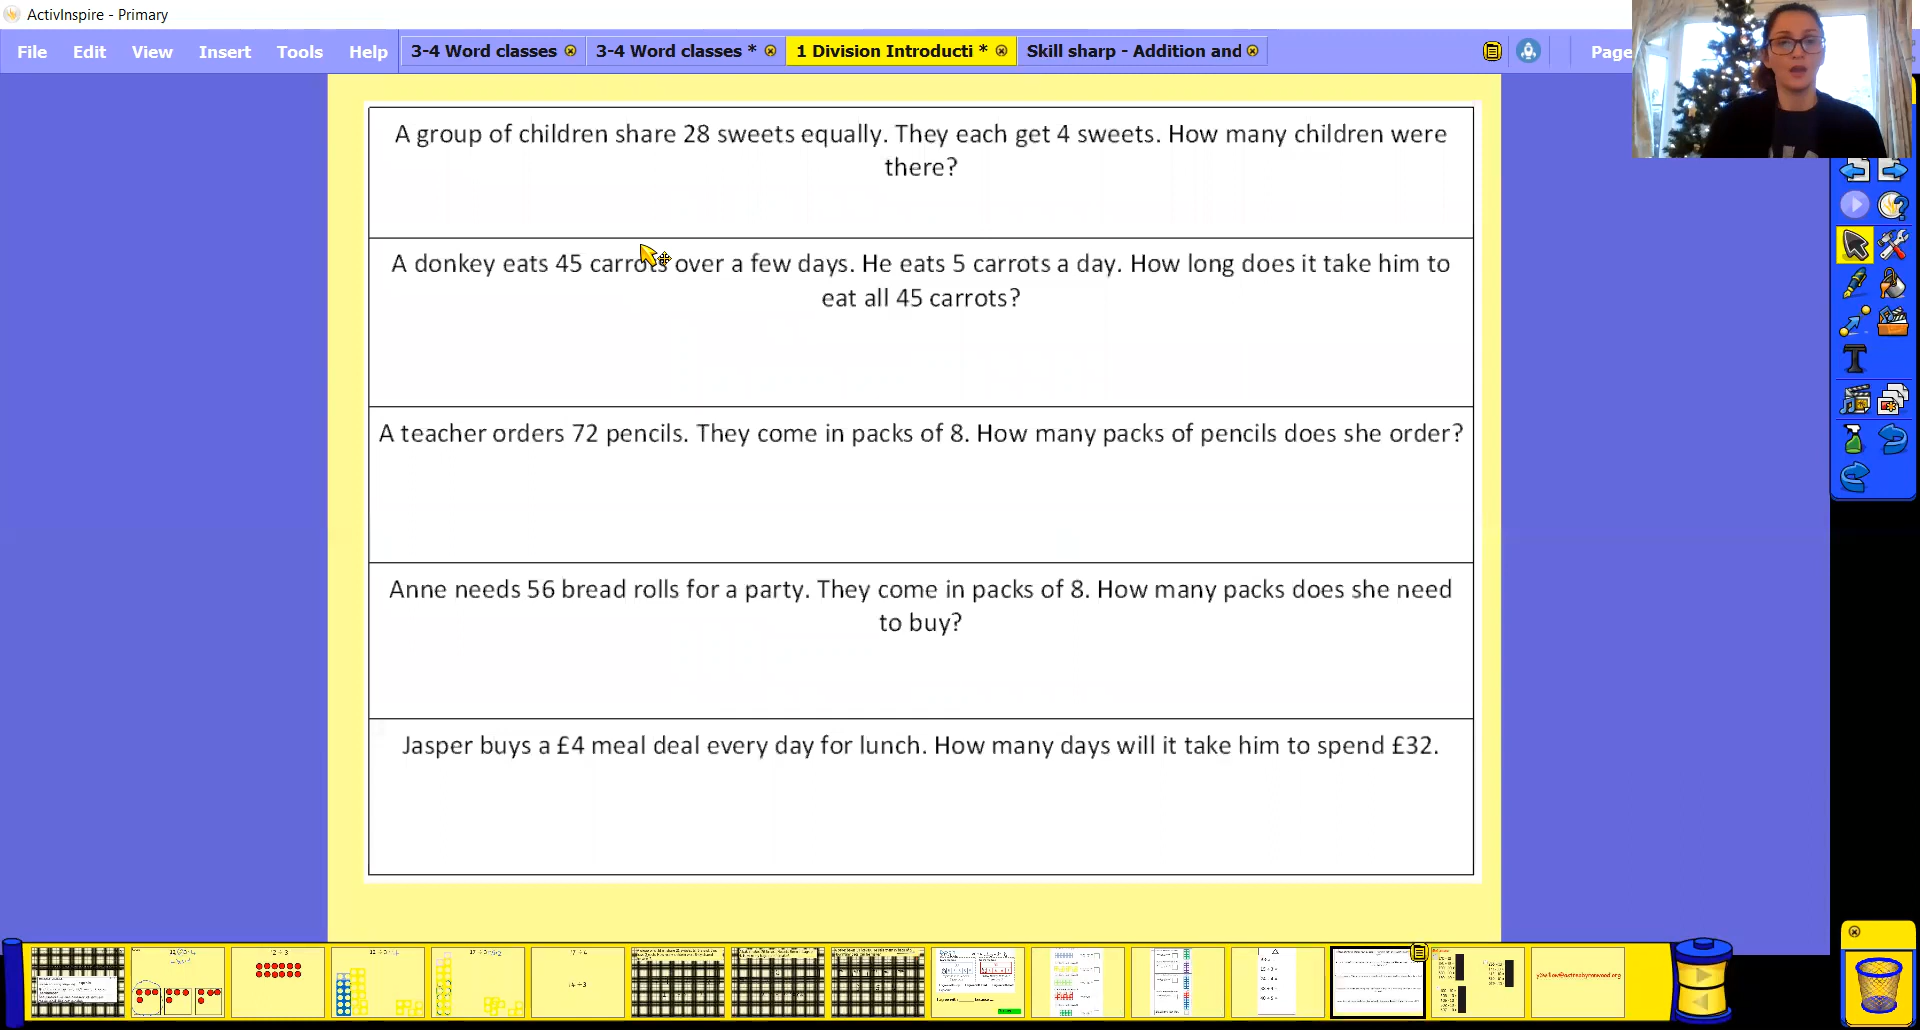 ActivInspire - Primary
File Edit View Insert Tools Help 3-4 Word classes 3-4 Word classes * 1 Division Introducti * Skill sharp - Addition and Page
A group of children share 28 sweets equally. They each get 4 sweets. How many children were
there?
A donkey eats 45 carrots over a few days. He eats 5 carrots a day. How long does it take him to
eat all 45 carrots?
A teacher orders 72 pencils. They come in packs of 8. How many packs of pencils does she order?
Anne needs 56 bread rolls for a party. They come in packs of 8. How many packs does she need
to buy?
Jasper buys a £4 meal deal every day for lunch. How many days will it take him to spend £32.